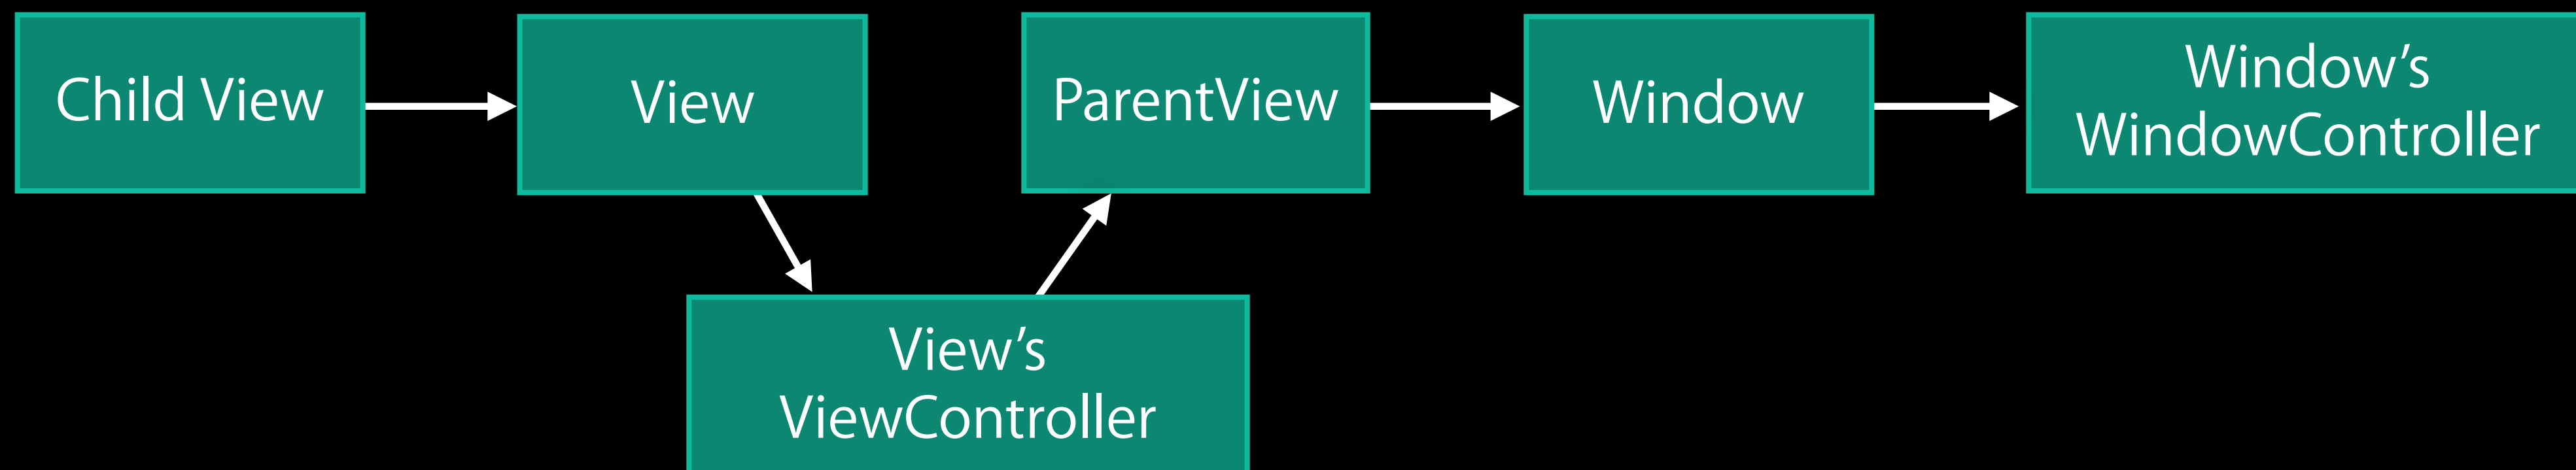 Child View
View
ParentView
Window
Window’s
WindowController
View’s
ViewController